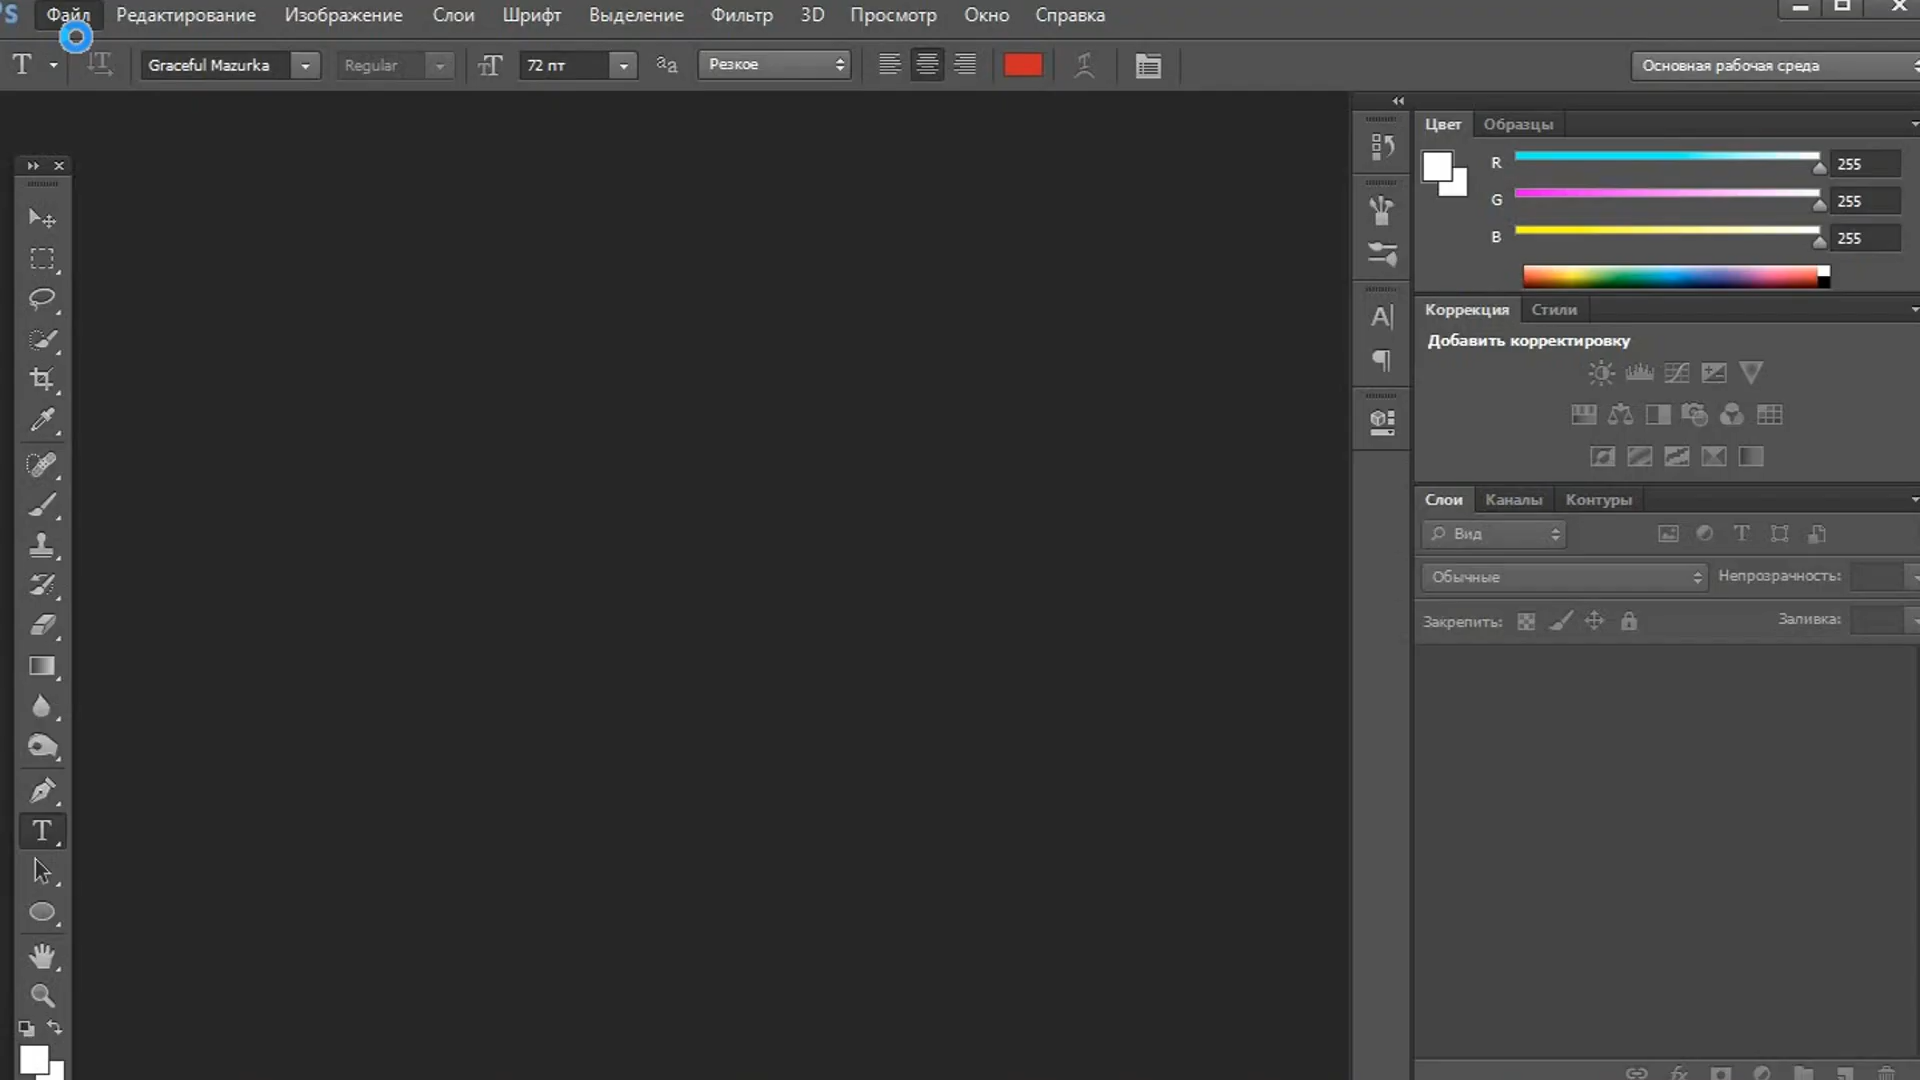 Файл Редактирование Изображение Слои Шрифт Выделение Фильтр 3D Просмотр Окно Справка
T Graceful Mazurka Regular 72 пт aа Резкое Основная рабочая среда
Цвет Образцы
R 255
G 255
B 255
Коррекция Стили
Добавить корректировку
Слои Каналы Контуры
Вид
Обычные Непрозрачность:
Закрепить: Заливка: